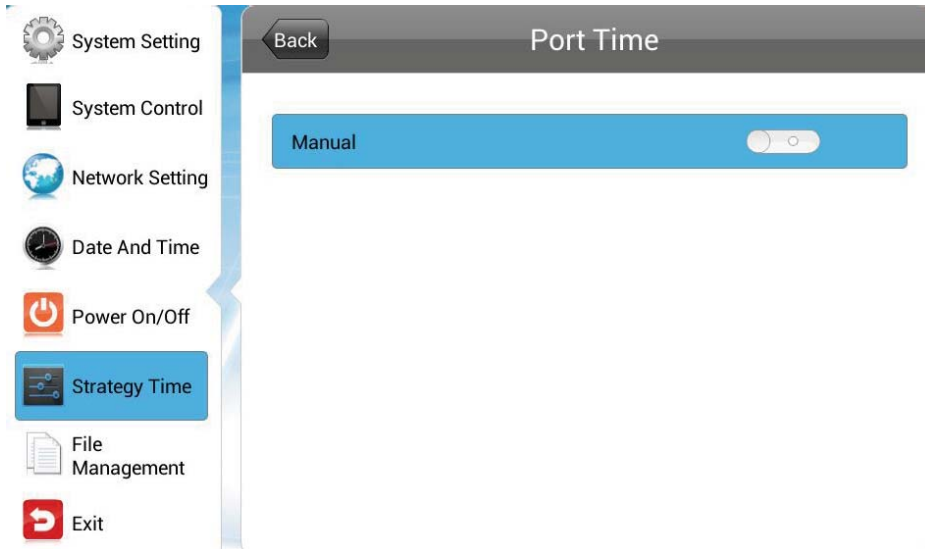 System Setting
System Control
Network Setting
Date And Time
Power On/Off
Strategy Time
File
Management
Exit
Back
Port Time
Manual